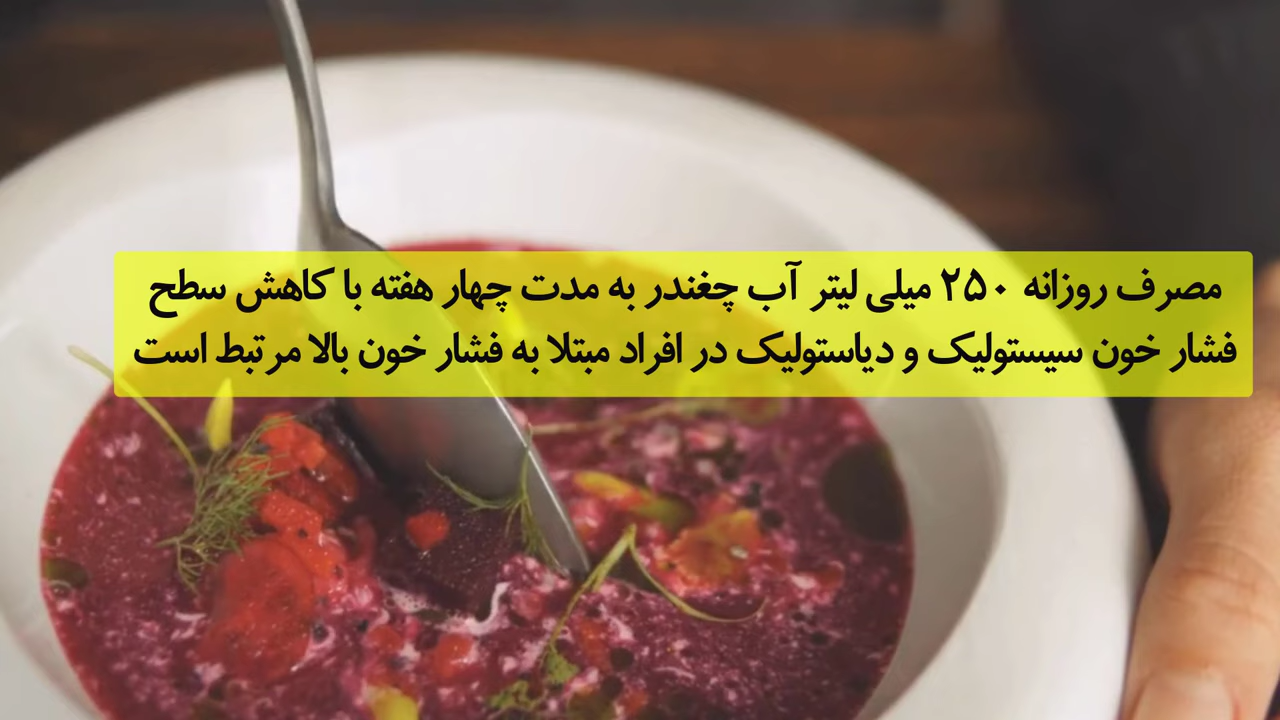 مصرف روزانه ۲۵۰ میلی لیتر آب چغندر به مدت چهار هفته با کاهش سطح
فشار خون سیستولیک و دیاستولیک در افراد مبتلا به فشار خون بالا مرتبط است